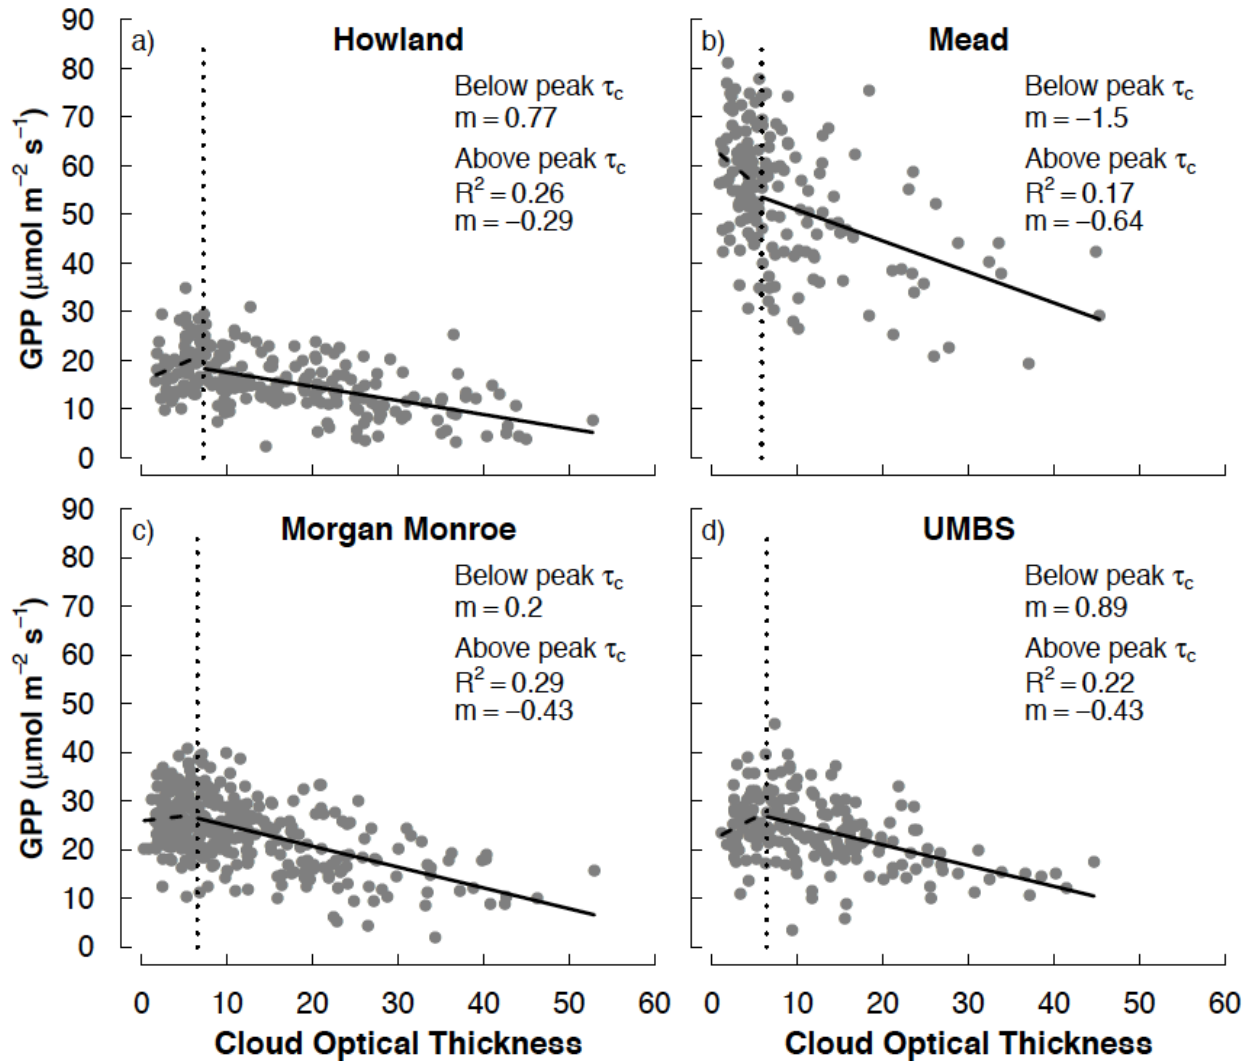 a) Howland
Below peak τc
m = 0.77
Above peak τc
R² = 0.26
m = −0.29
b) Mead
Below peak τc
m = −1.5
Above peak τc
R² = 0.17
m = −0.64
GPP (μmol m⁻² s⁻¹)
90
80
70
60
50
40
30
20
10
0
0 10 20 30 40 50 60
0 10 20 30 40 50 60
c) Morgan Monroe
Below peak τc
m = 0.2
Above peak τc
R² = 0.29
m = −0.43
d) UMBS
Below peak τc
m = 0.89
Above peak τc
R² = 0.22
m = −0.43
GPP (μmol m⁻² s⁻¹)
90
80
70
60
50
40
30
20
10
0
Cloud Optical Thickness
Cloud Optical Thickness